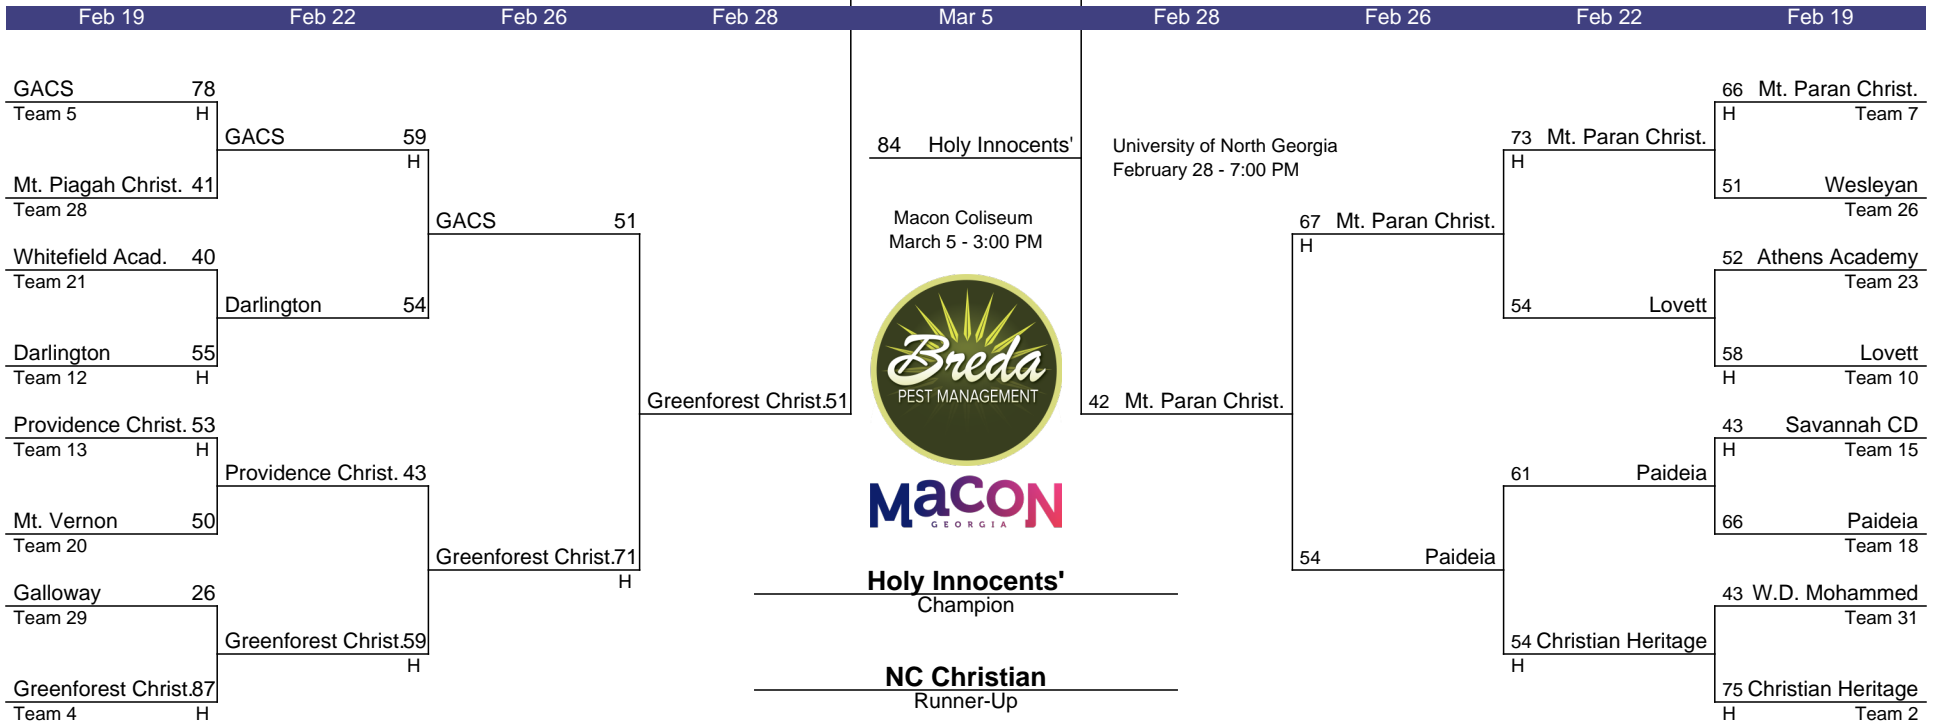 Feb 19 Feb 22 Feb 26 Feb 28 Mar 5 Feb 28 Feb 26 Feb 22 Feb 19
GACS 78
Team 5 H
GACS 59
H
Mt. Piagah Christ. 41
Team 28
GACS 51
Whitefield Acad. 40
Team 21
Darlington 54
Darlington 55
Team 12 H
Greenforest Christ. 51
Providence Christ. 53
Team 13 H
Providence Christ. 43
Mt. Vernon 50
Team 20
Greenforest Christ. 71
H
Galloway 26
Team 29
Greenforest Christ. 59
H
Greenforest Christ. 87
Team 4 H
84 Holy Innocents'
Macon Coliseum
March 5 - 3:00 PM
Breda
PEST MANAGEMENT
MACON
GEORGIA
Holy Innocents'
Champion
NC Christian
Runner-Up
University of North Georgia
February 28 - 7:00 PM
66 Mt. Paran Christ.
H Team 7
73 Mt. Paran Christ.
H
51 Wesleyan
Team 26
67 Mt. Paran Christ.
H
52 Athens Academy
Team 23
54 Lovett
58 Lovett
H Team 10
42 Mt. Paran Christ.
43 Savannah CD
H Team 15
61 Paideia
66 Paideia
Team 18
54 Paideia
43 W.D. Mohammed
Team 31
54 Christian Heritage
H
75 Christian Heritage
H Team 2